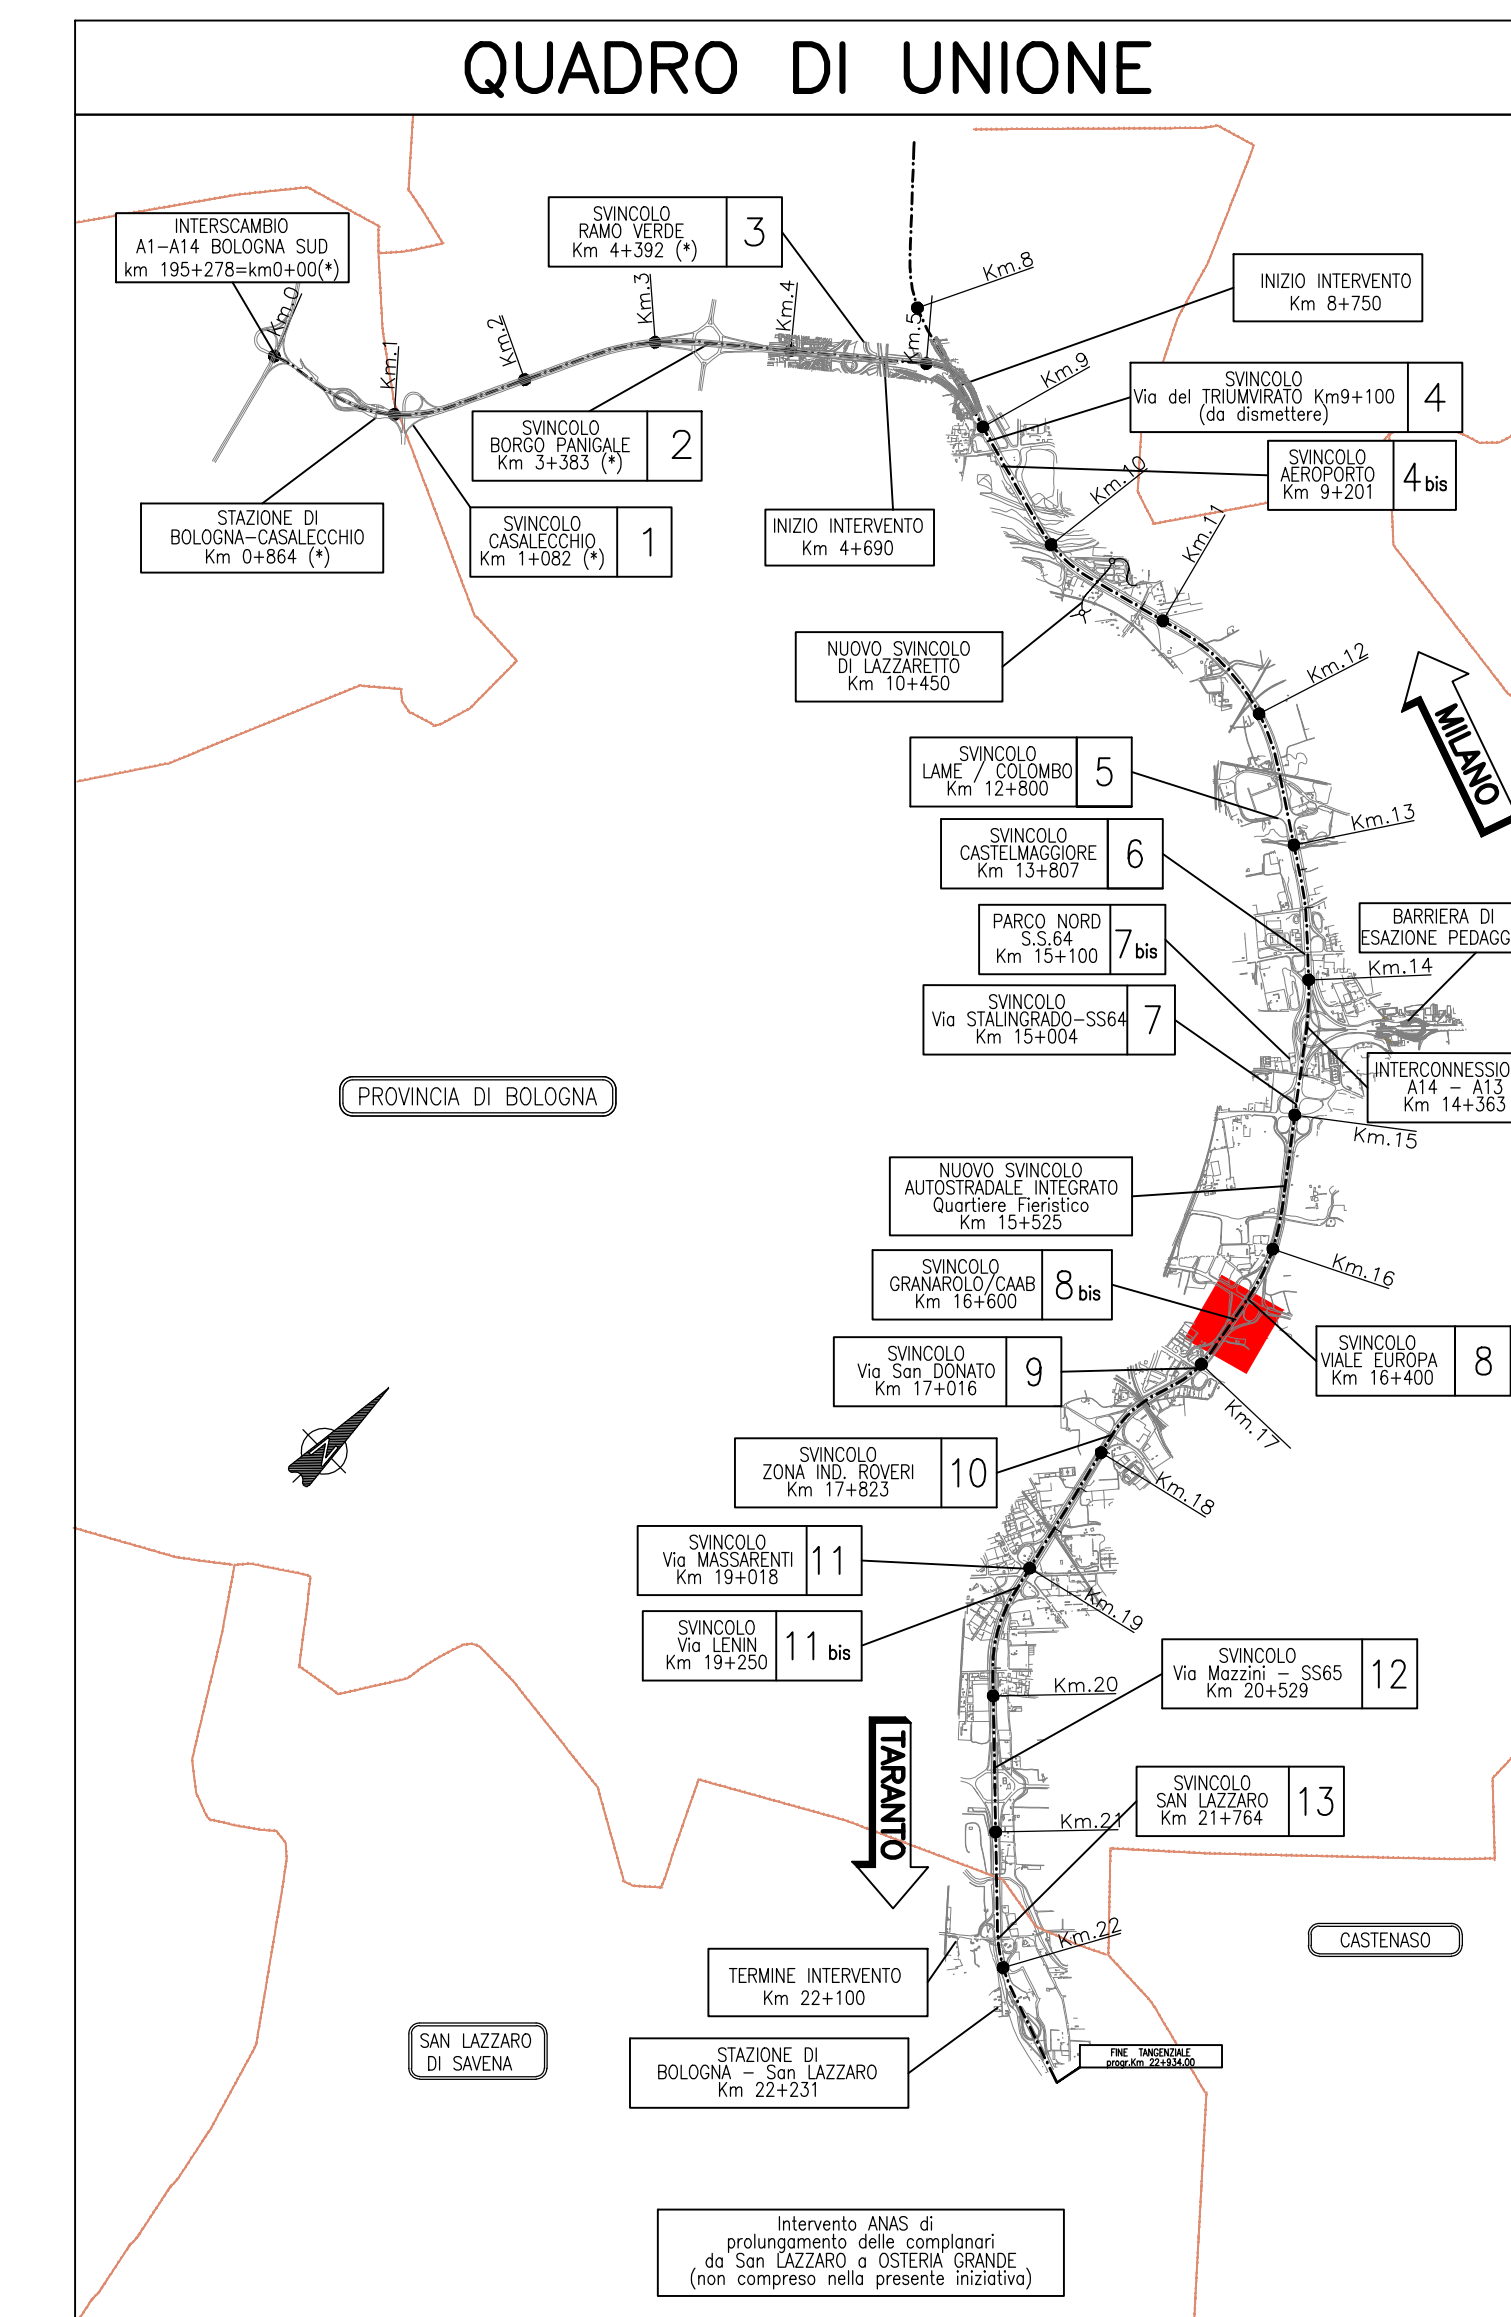 QUADRO DI UNIONE
INTERSCAMBIO
A1-A14 BOLOGNA SUD
km 195+278=km0+00(*)
SVINCOLO
RAMO VERDE
Km 4+392 (*)
3
Km.0
Km.1
Km.2
Km.3
Km.4
Km.5
Km.8
INIZIO INTERVENTO
Km 8+750
Km.9
SVINCOLO
Via del TRIUMVIRATO Km9+100
(da dismettere)
4
SVINCOLO
BORGO PANIGALE
Km 3+383 (*)
2
SVINCOLO
AEROPORTO
Km 9+201
4 bis
Km.10
STAZIONE DI
BOLOGNA-CASALECCHIO
Km 0+864 (*)
SVINCOLO
CASALECCHIO
Km 1+082 (*)
1
INIZIO INTERVENTO
Km 4+690
Km.11
NUOVO SVINCOLO
DI LAZZARETTO
Km 10+450
Km.12
MILANO
SVINCOLO
LAME / COLOMBO
Km 12+800
5
Km.13
SVINCOLO
CASTELMAGGIORE
Km 13+807
6
PARCO NORD
S.S.64
Km 15+100
7 bis
BARRIERA DI
ESAZIONE PEDAGG
Km.14
SVINCOLO
Via STALINGRADO-SS64
Km 15+004
7
INTERCONNESSIO
A14 - A13
Km 14+363
PROVINCIA DI BOLOGNA
Km.15
NUOVO SVINCOLO
AUTOSTRADALE INTEGRATO
Quartiere Fieristico
Km 15+525
Km.16
SVINCOLO
GRANAROLO/CAAB
Km 16+600
8 bis
SVINCOLO
VIALE EUROPA
Km 16+400
8
SVINCOLO
Via San DONATO
Km 17+016
9
Km.17
N
SVINCOLO
ZONA IND. ROVERI
Km 17+823
10
Km.18
SVINCOLO
Via MASSARENTI
Km 19+018
11
Km.19
SVINCOLO
Via LENIN
Km 19+250
11 bis
SVINCOLO
Via Mazzini - SS65
Km 20+529
12
Km.20
TARANTO
SVINCOLO
SAN LAZZARO
Km 21+764
13
Km.21
Km.22
CASTENASO
TERMINE INTERVENTO
Km 22+100
SAN LAZZARO
DI SAVENA
STAZIONE DI
BOLOGNA - San LAZZARO
Km 22+231
FINE TANGENZIALE
progr.Km 22+934.00
Intervento ANAS di
prolungamento delle complanari
da San LAZZARO a OSTERIA GRANDE
(non compreso nella presente iniziativa)